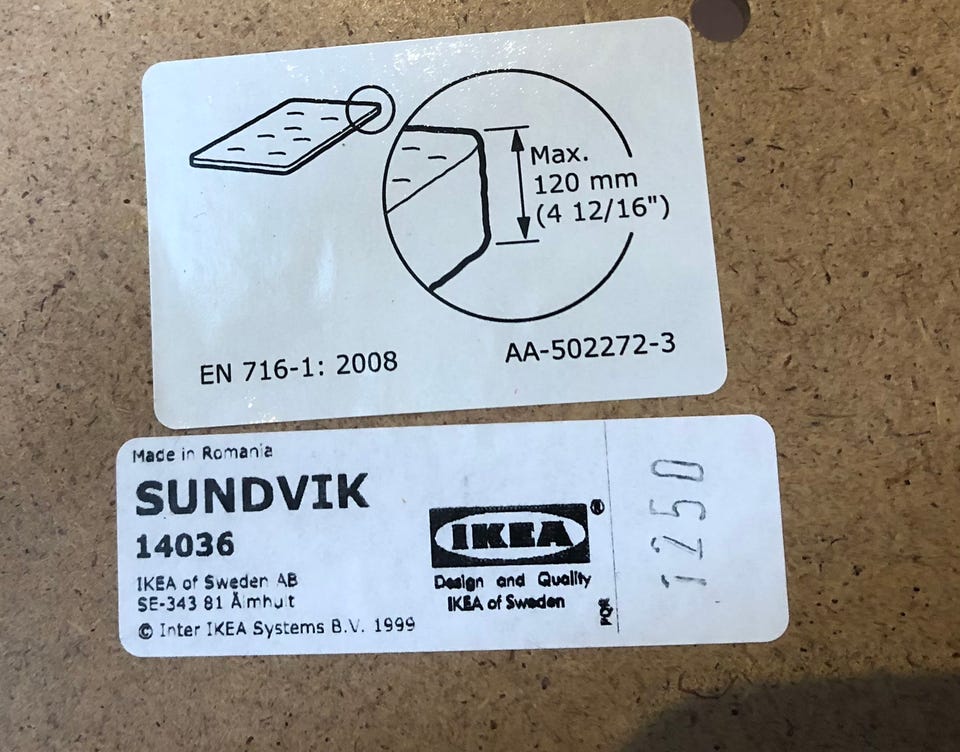 Max.
120 mm
(4 12/16")
EN 716-1: 2008
AA-502272-3
Made in Romania
SUNDVIK
14036
IKEA of Sweden AB
SE-343 81 Älmhult
© Inter IKEA Systems B.V. 1999
IKEA®
Design and Quality
IKEA of Sweden
1250